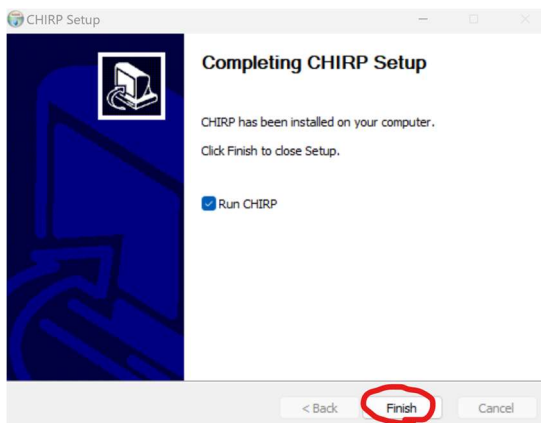 CHIRP Setup
Completing CHIRP Setup
CHIRP has been installed on your computer.
Click Finish to close Setup.
Run CHIRP
< Back
Finish
Cancel